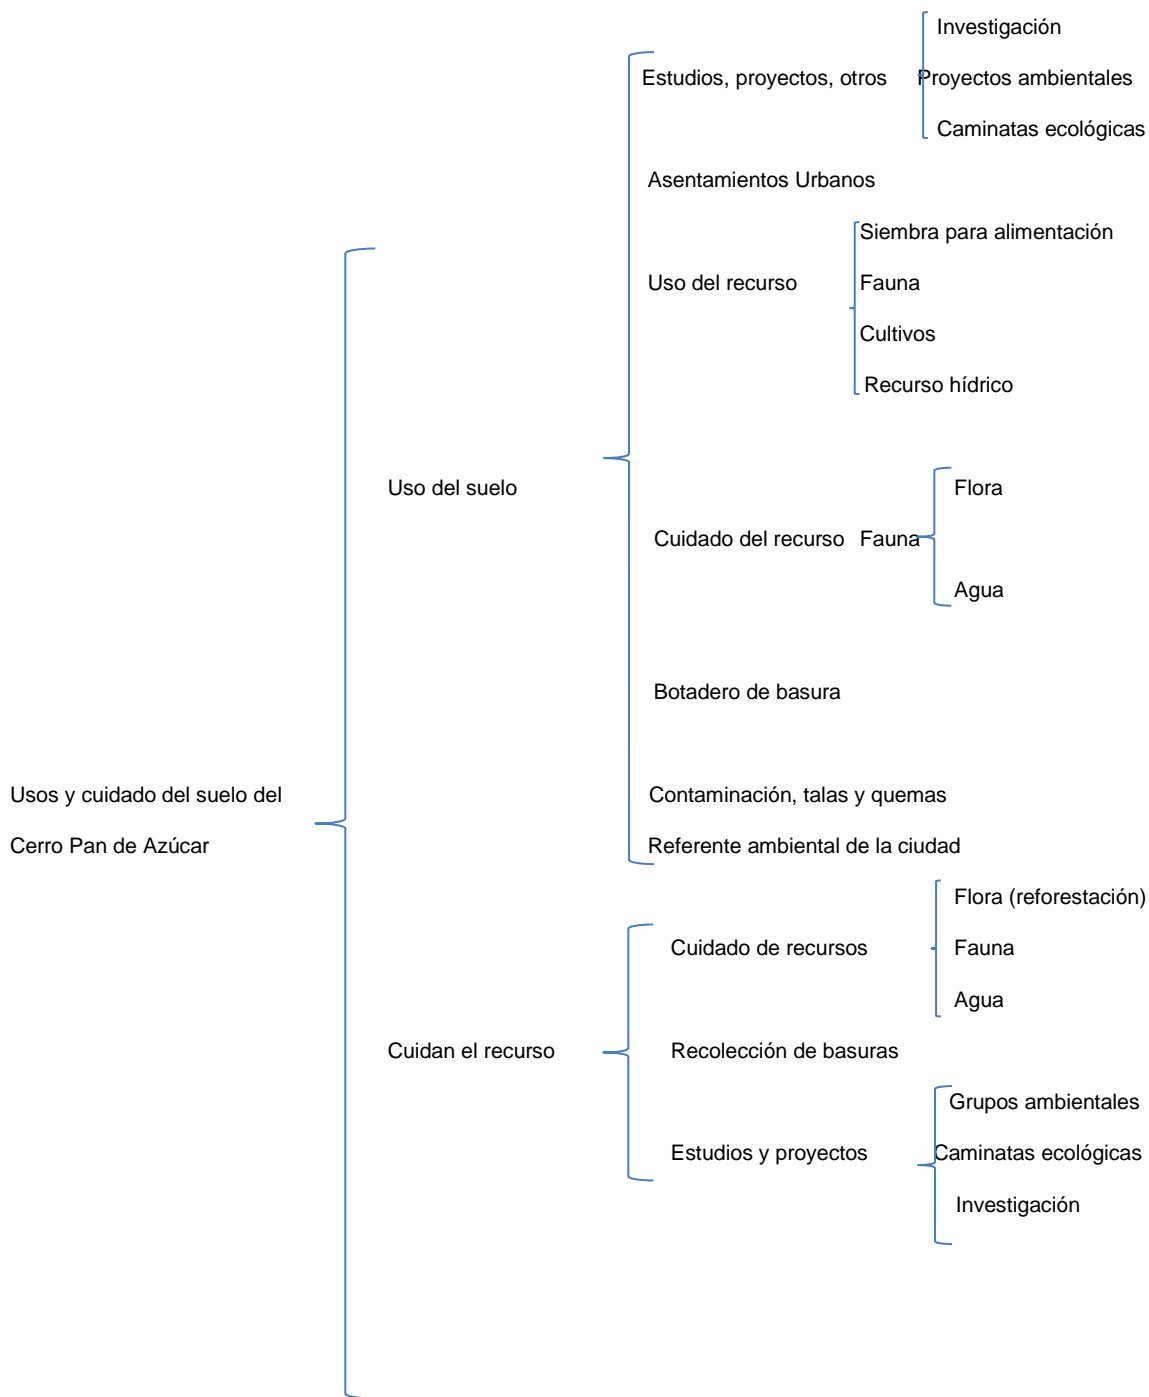 Investigación
Estudios, proyectos, otros Proyectos ambientales
Caminatas ecológicas
Asentamientos Urbanos
Siembra para alimentación
Uso del recurso Fauna
Cultivos
Recurso hídrico
Uso del suelo Flora
Cuidado del recurso Fauna
Agua
Botadero de basura
Usos y cuidado del suelo del Contaminación, talas y quemas
Cerro Pan de Azúcar Referente ambiental de la ciudad
Flora (reforestación)
Cuidado de recursos Fauna
Agua
Cuidan el recurso Recolección de basuras
Grupos ambientales
Estudios y proyectos Caminatas ecológicas
Investigación